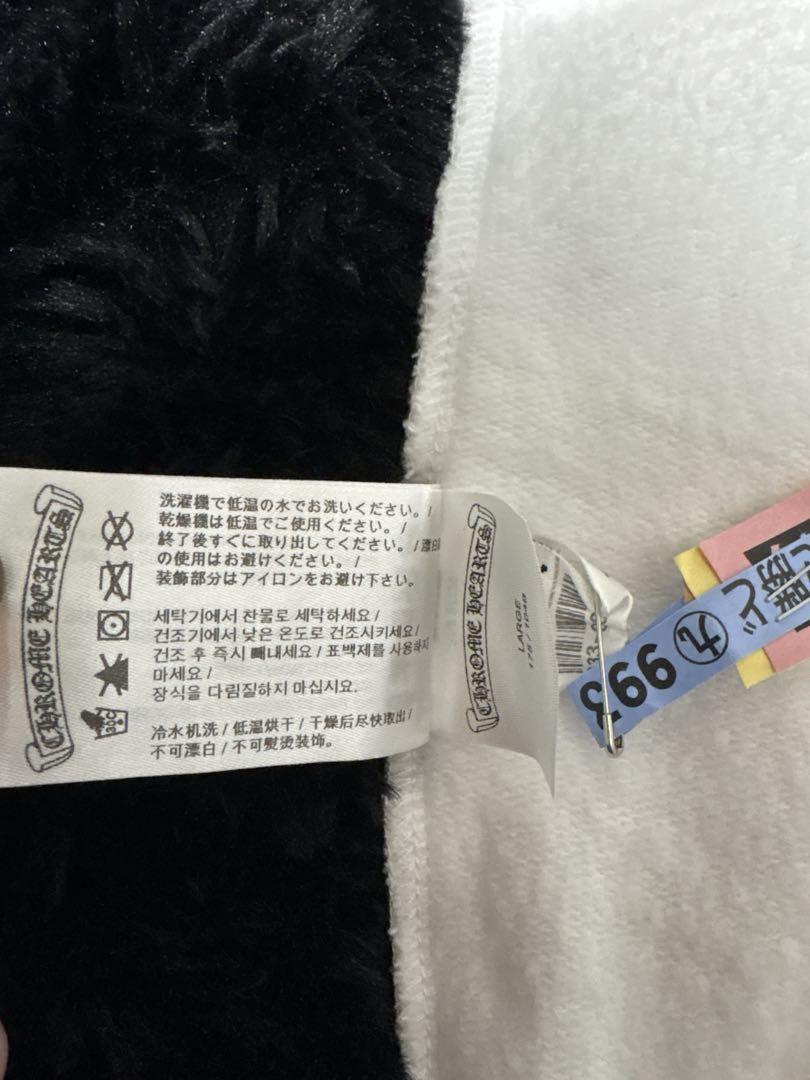 CHROME HEARTS
洗濯機で低温の水でお洗いください。/
乾燥機は低温でご使用ください。/
終了後すぐに取り出してください。/漂白
の使用はお避けください。/
装飾部分はアイロンをお避け下さい。
세탁기에서 찬물로 세탁하세요 /
건조기에서 낮은 온도로 건조시키세요/
건조 후 즉시 빼내세요 / 표백제를 사용하지
마세요 /
장식을 다림질하지 마십시요.
冷水机洗 / 低温烘干 / 干燥后尽快取出 /
不可漂白 / 不可熨烫装饰。
30C
CHROME HEARTS
LARGE
993